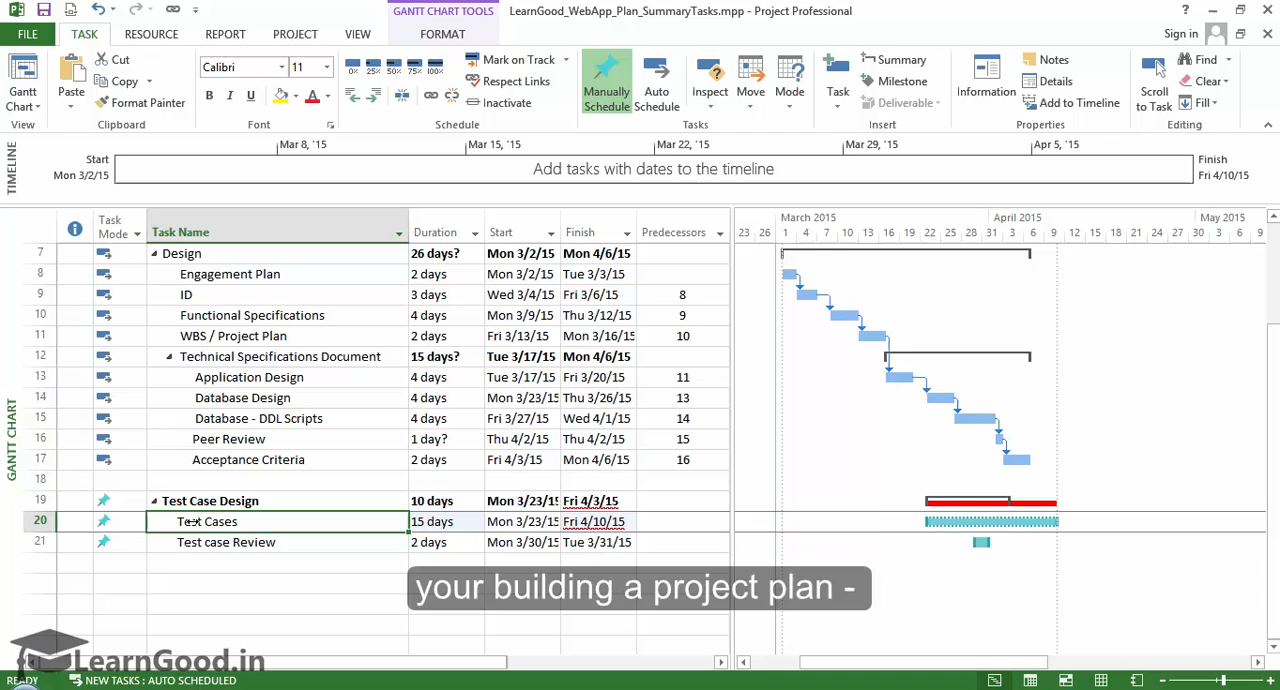 GANTT CHART TOOLS
LearnGood_WebApp_Plan_SummaryTasks.mpp - Project Professional
FILE TASK RESOURCE REPORT PROJECT VIEW FORMAT Sign in
Gantt Chart
View
Paste
Cut
Copy
Format Painter
Clipboard
Calibri 11
B I U A
Font
0% 25% 50% 75% 100%
Mark on Track
Respect Links
Inactivate
Schedule
Manually Schedule
Auto Schedule
Inspect
Move
Mode
Tasks
Task
Summary
Milestone
Deliverable
Insert
Information
Notes
Details
Add to Timeline
Properties
Scroll to Task
Find
Clear
Fill
Editing
TIMELINE
Mar 8, '15 Mar 15, '15 Mar 22, '15 Mar 29, '15 Apr 5, '15
Start
Mon 3/2/15
Add tasks with dates to the timeline
Finish
Fri 4/10/15
GANTT CHART
Task Mode Task Name Duration Start Finish Predecessors
March 2015 April 2015 May 2015
23 26 1 4 7 10 13 16 19 22 25 28 31 3 6 9 12 15 18 21 24 27 30 3 6 9
7 Design 26 days? Mon 3/2/15 Mon 4/6/15
8 Engagement Plan 2 days Mon 3/2/15 Tue 3/3/15
9 ID 3 days Wed 3/4/15 Fri 3/6/15 8
10 Functional Specifications 4 days Mon 3/9/15 Thu 3/12/15 9
11 WBS / Project Plan 2 days Fri 3/13/15 Mon 3/16/15 10
12 Technical Specifications Document 15 days? Tue 3/17/15 Mon 4/6/15
13 Application Design 4 days Tue 3/17/15 Fri 3/20/15 11
14 Database Design 4 days Mon 3/23/15 Thu 3/26/15 13
15 Database - DDL Scripts 4 days Fri 3/27/15 Wed 4/1/15 14
16 Peer Review 1 day? Thu 4/2/15 Thu 4/2/15 15
17 Acceptance Criteria 2 days Fri 4/3/15 Mon 4/6/15 16
18
19 Test Case Design 10 days Mon 3/23/15 Fri 4/3/15
20 Test Cases 15 days Mon 3/23/15 Fri 4/10/15
21 Test case Review 2 days Mon 3/30/15 Tue 3/31/15
your building a project plan -
LearnGood.in
READY NEW TASKS : AUTO SCHEDULED